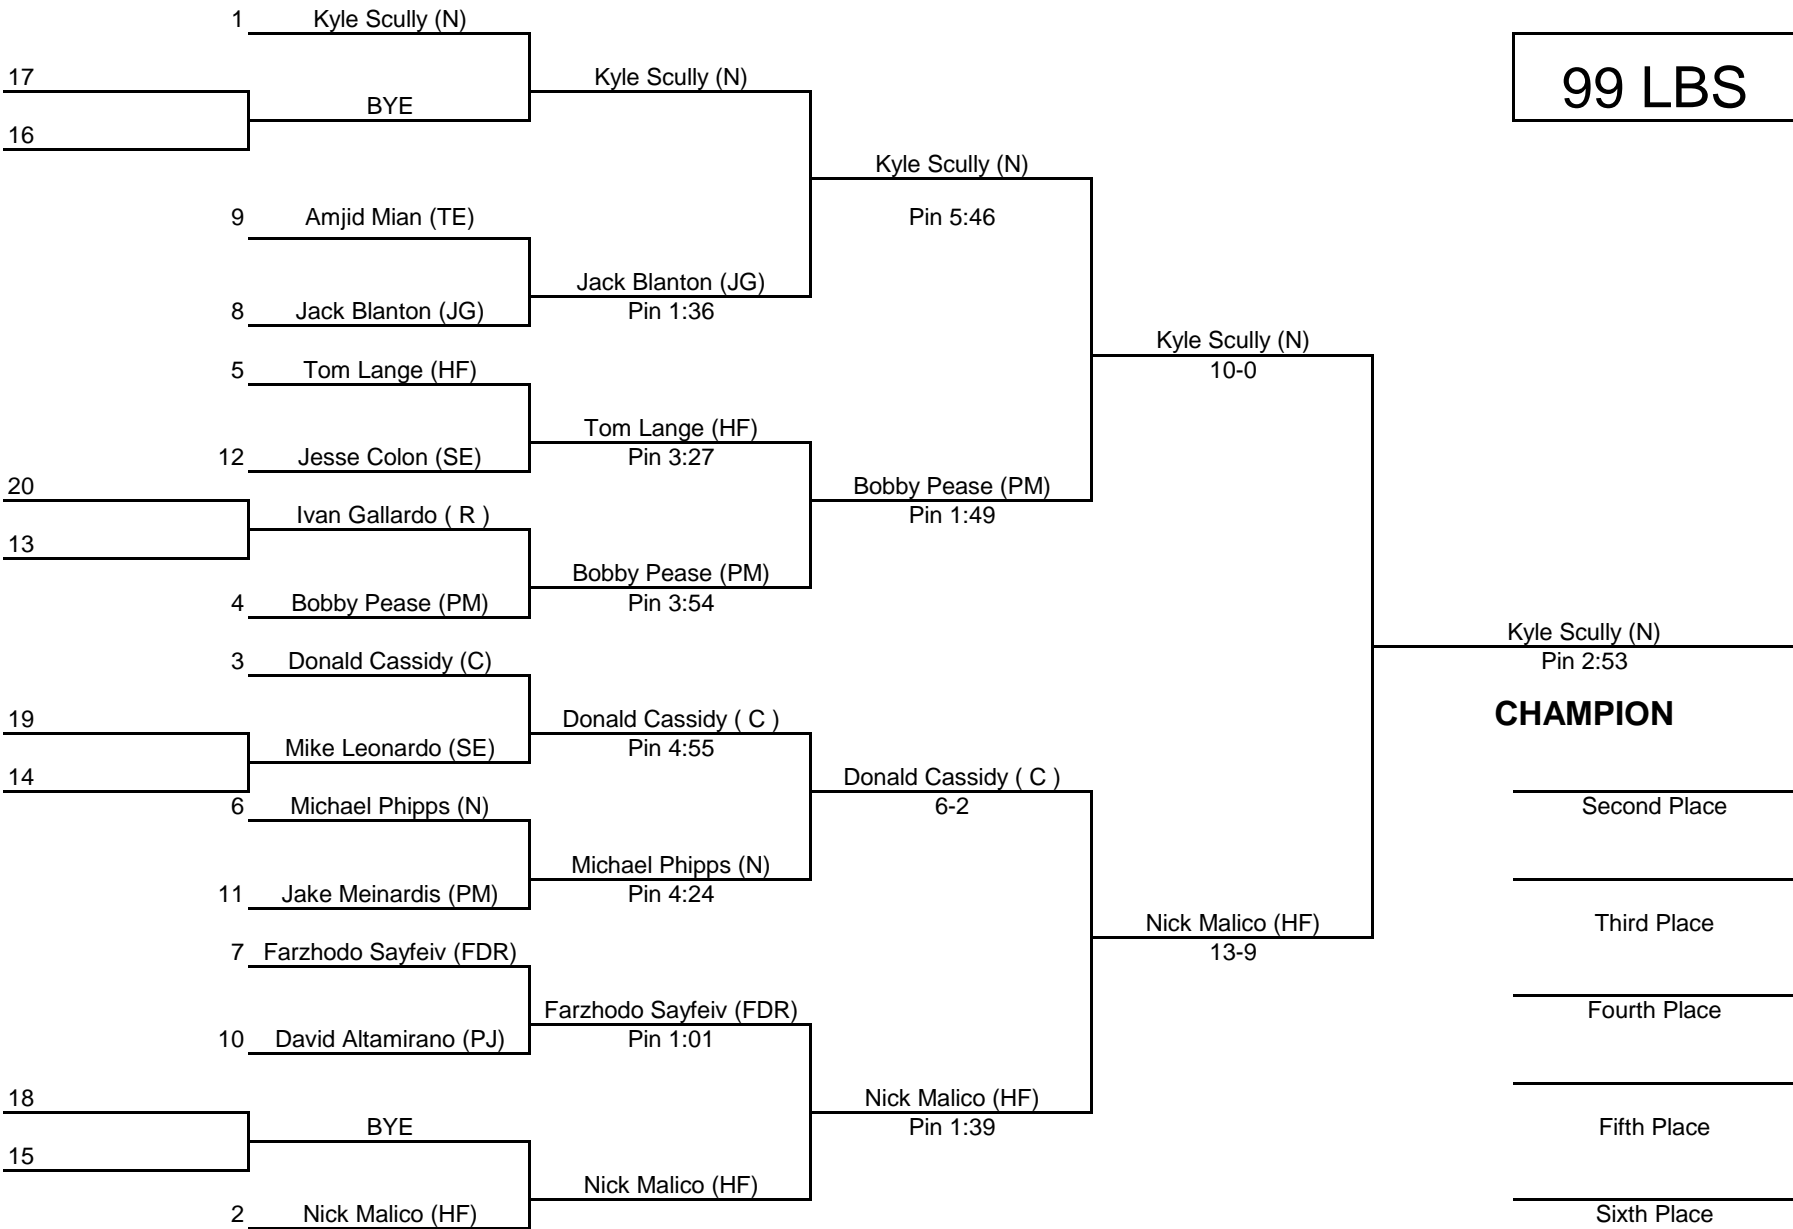 1 Kyle Scully (N)
17
BYE
16
Kyle Scully (N)
99 LBS
Kyle Scully (N)
Pin 5:46
9 Amjid Mian (TE)
Jack Blanton (JG)
Pin 1:36
8 Jack Blanton (JG)
Kyle Scully (N)
10-0
5 Tom Lange (HF)
Tom Lange (HF)
Pin 3:27
12 Jesse Colon (SE)
20
Ivan Gallardo ( R )
13
Bobby Pease (PM)
Pin 1:49
Bobby Pease (PM)
Pin 3:54
4 Bobby Pease (PM)
Kyle Scully (N)
Pin 2:53
CHAMPION
3 Donald Cassidy (C)
19
Mike Leonardo (SE)
14
Donald Cassidy ( C )
Pin 4:55
Donald Cassidy ( C )
6-2
6 Michael Phipps (N)
Michael Phipps (N)
Pin 4:24
11 Jake Meinardis (PM)
Second Place
Third Place
Nick Malico (HF)
13-9
7 Farzhodo Sayfeiv (FDR)
Farzhodo Sayfeiv (FDR)
Pin 1:01
10 David Altamirano (PJ)
Fourth Place
18
BYE
15
Nick Malico (HF)
Pin 1:39
Fifth Place
Nick Malico (HF)
2 Nick Malico (HF)
Sixth Place